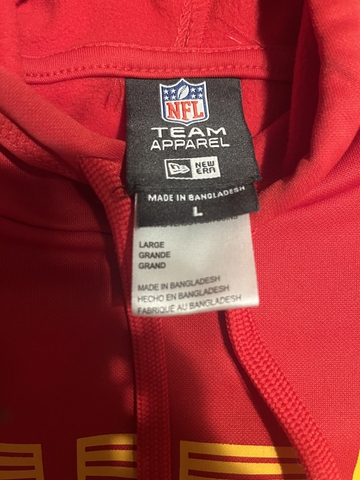 NFL
TEAM
APPAREL
NEW
ERA
MADE IN BANGLADESH
L
LARGE
GRANDE
GRAND
MADE IN BANGLADESH
HECHO EN BANGLADESH
FABRIQUÉ AU BANGLADESH